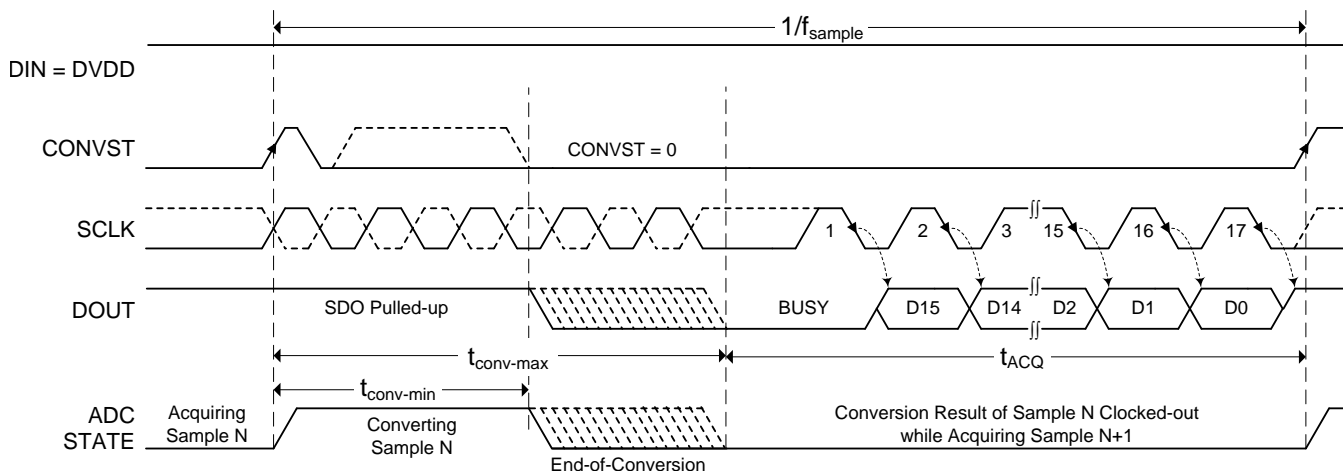 1/fsample
DIN = DVDD
CONVST
CONVST = 0
SCLK
1 2 3 15 16 17
DOUT
SDO Pulled-up
BUSY
D15 D14 D2 D1 D0
tconv-max
tACQ
tconv-min
ADC
STATE
Acquiring
Sample N
Converting
Sample N
End-of-Conversion
Conversion Result of Sample N Clocked-out
while Acquiring Sample N+1